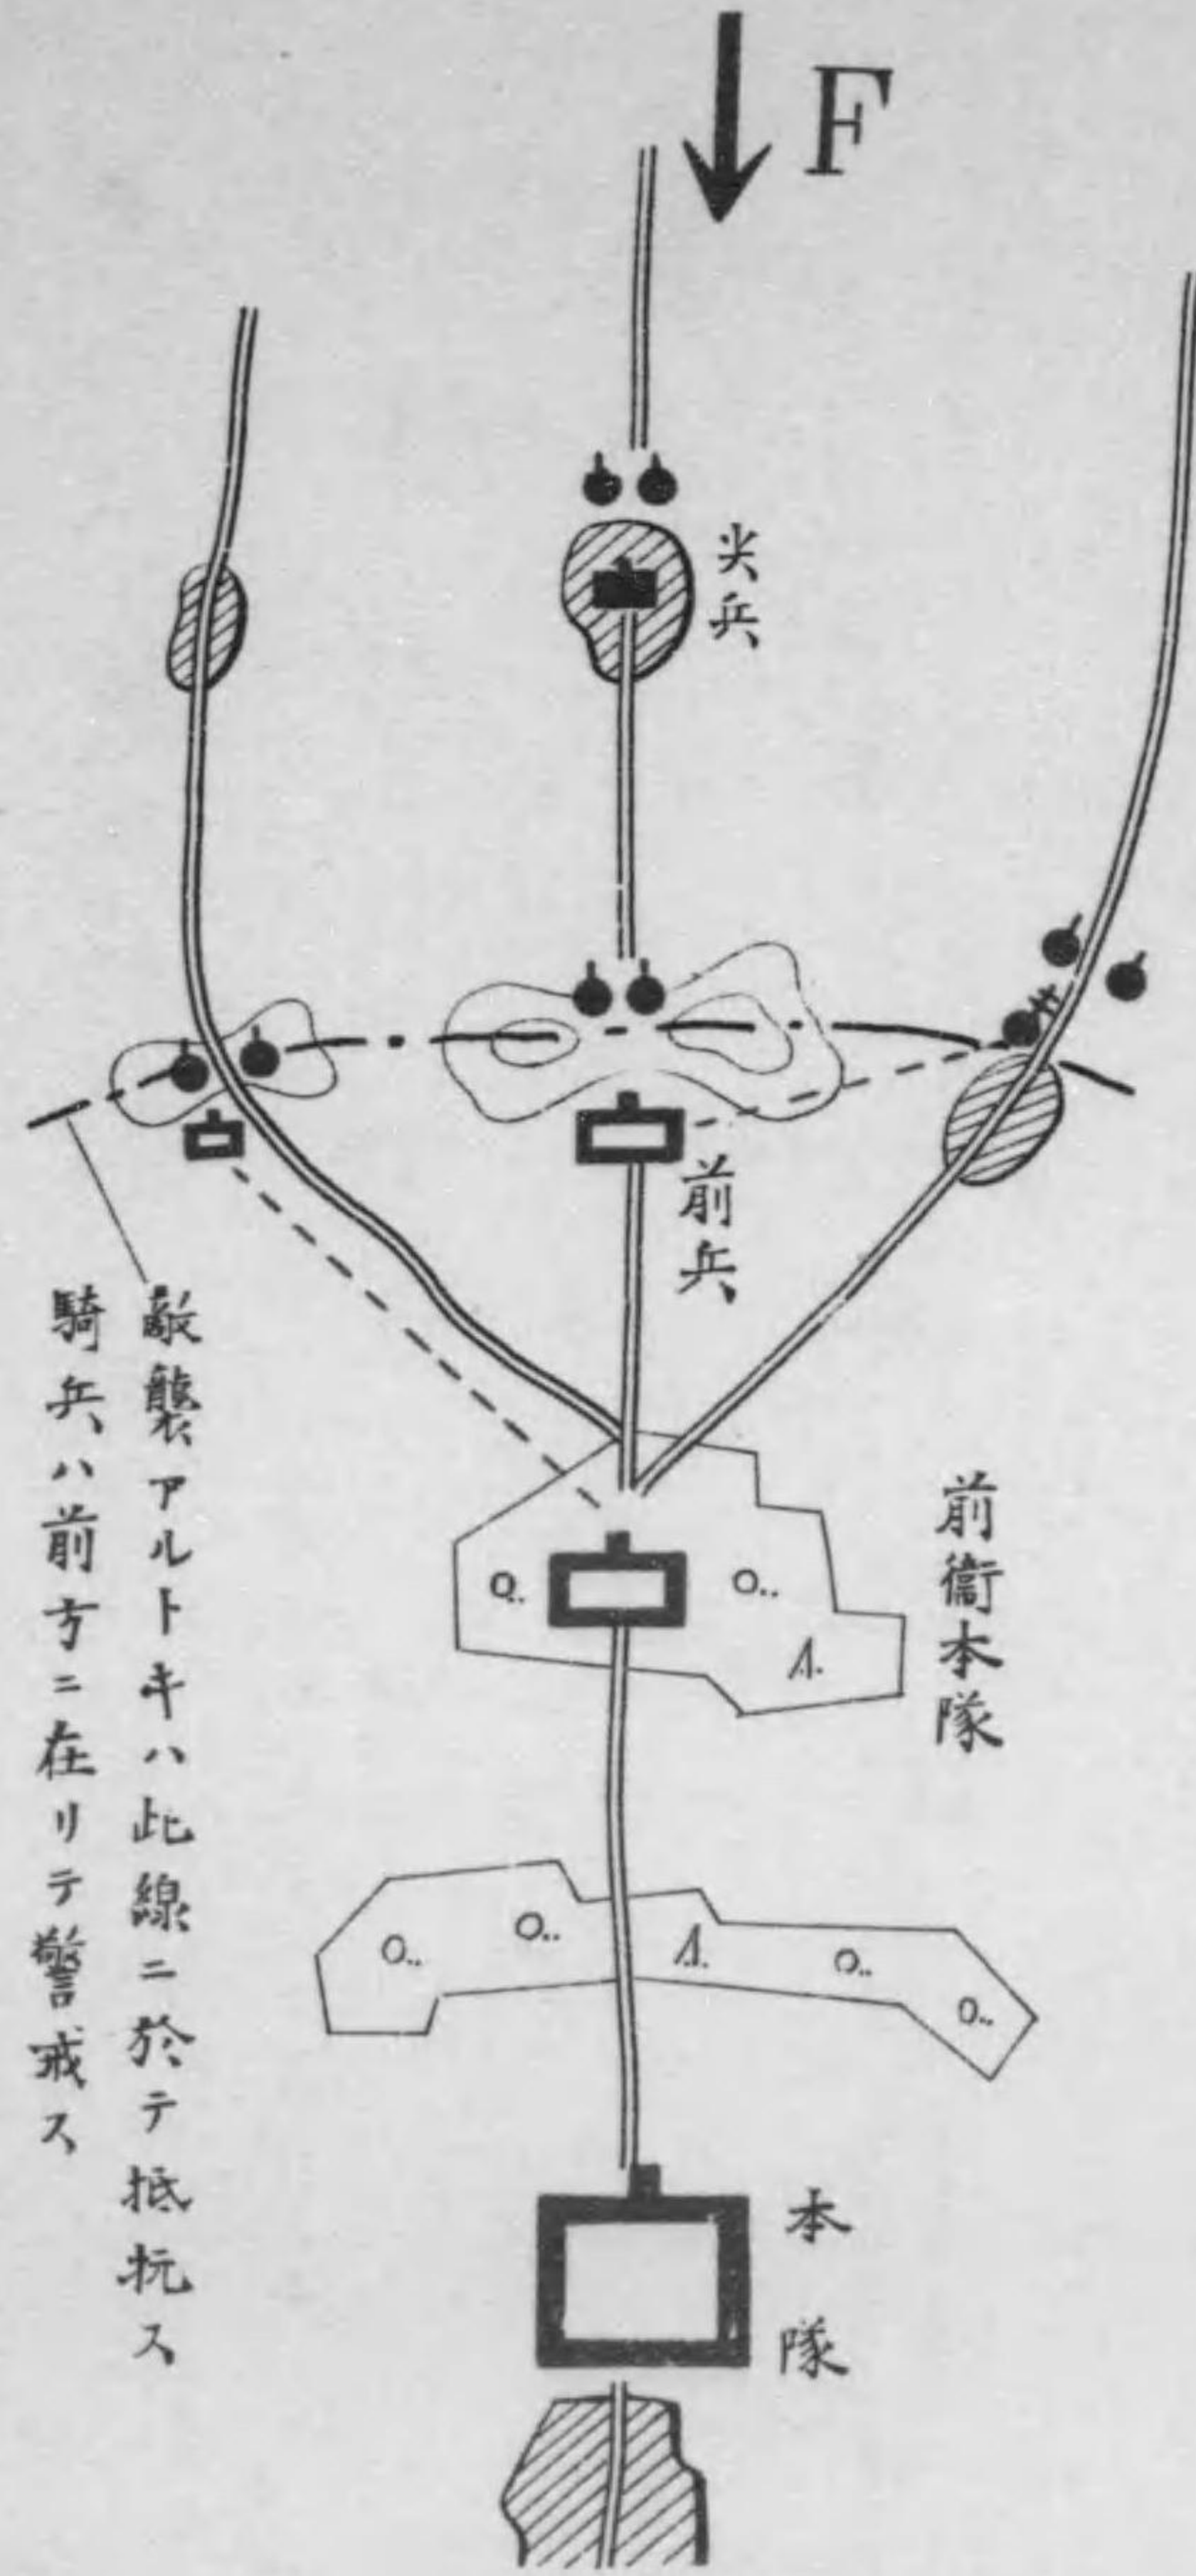 F
尖兵
前兵
前衞本隊
本隊
敵襲アルトキハ此線ニ於テ抵抗ス
騎兵ハ前方ニ在リテ警戒ス